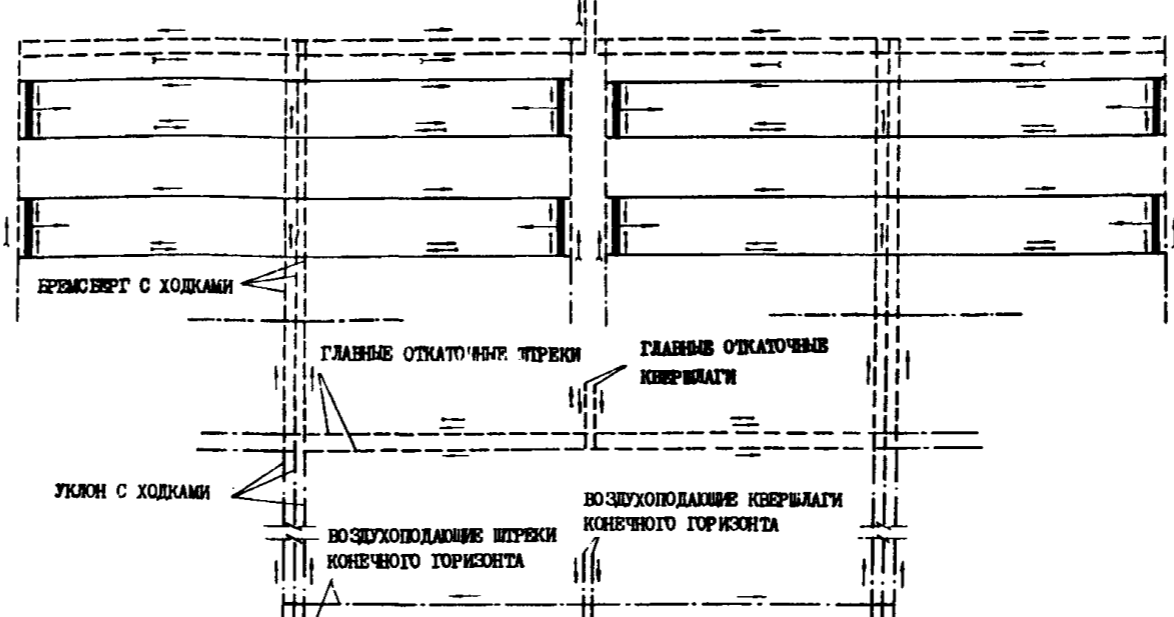 БРЕМСБЕРГ С ХОДКАМИ
ГЛАВНЫЕ ОТКАТОЧНЫЕ ШТРЕКИ
ГЛАВНЫЕ ОТКАТОЧНЫЕ
КВЕРШЛАГИ
УКЛОН С ХОДКАМИ
ВОЗДУХОПОДАЮЩИЕ ШТРЕКИ
КОНЕЧНОГО ГОРИЗОНТА
ВОЗДУХОПОДАЮЩИЕ КВЕРШЛАГИ
КОНЕЧНОГО ГОРИЗОНТА